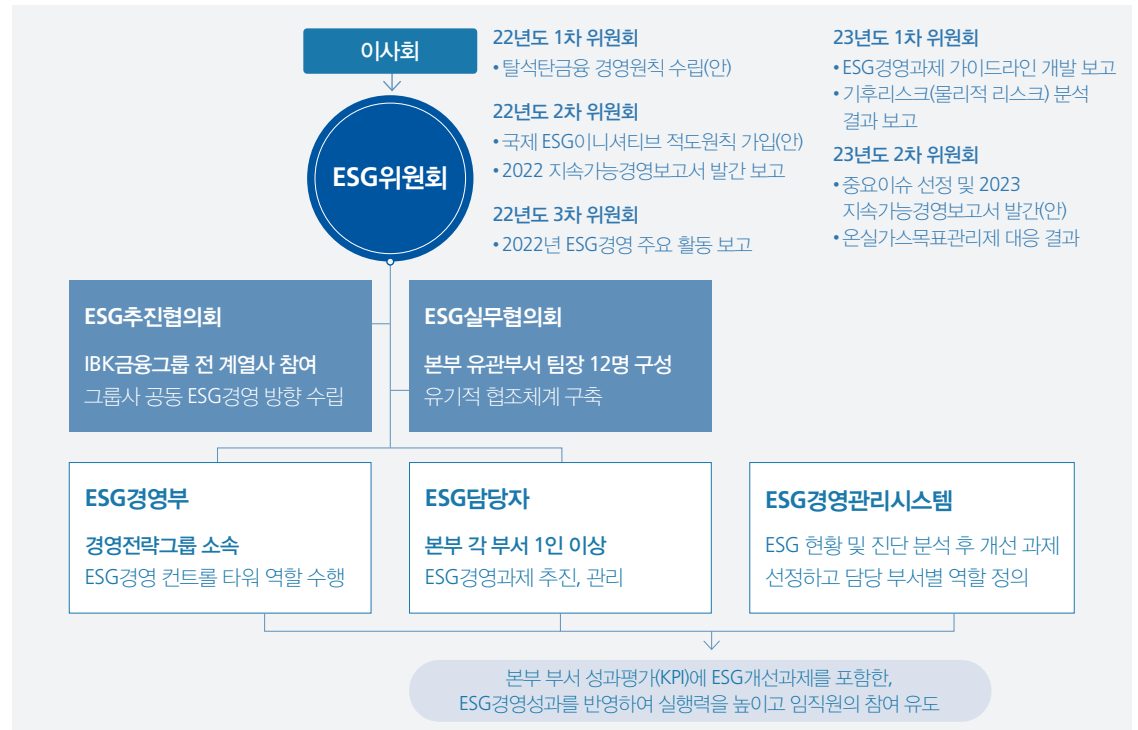 이사회
ESG위원회
22년도 1차 위원회
• 탈석탄금융 경영원칙 수립(안)
22년도 2차 위원회
• 국제 ESG이니셔티브 적도원칙 가입(안)
• 2022 지속가능경영보고서 발간 보고
22년도 3차 위원회
• 2022년 ESG경영 주요 활동 보고
23년도 1차 위원회
• ESG경영과제 가이드라인 개발 보고
• 기후리스크(물리적 리스크) 분석
결과 보고
23년도 2차 위원회
• 중요이슈 선정 및 2023
지속가능경영보고서 발간(안)
• 온실가스목표관리제 대응 결과
ESG추진협의회
IBK금융그룹 전 계열사 참여
그룹사 공동 ESG경영 방향 수립
ESG실무협의회
본부 유관부서 팀장 12명 구성
유기적 협조체계 구축
ESG경영부
경영전략그룹 소속
ESG경영 컨트롤 타워 역할 수행
ESG담당자
본부 각 부서 1인 이상
ESG경영과제 추진, 관리
ESG경영관리시스템
ESG 현황 및 진단 분석 후 개선 과제
선정하고 담당 부서별 역할 정의
본부 부서 성과평가(KPI)에 ESG개선과제를 포함한,
ESG경영성과를 반영하여 실행력을 높이고 임직원의 참여 유도